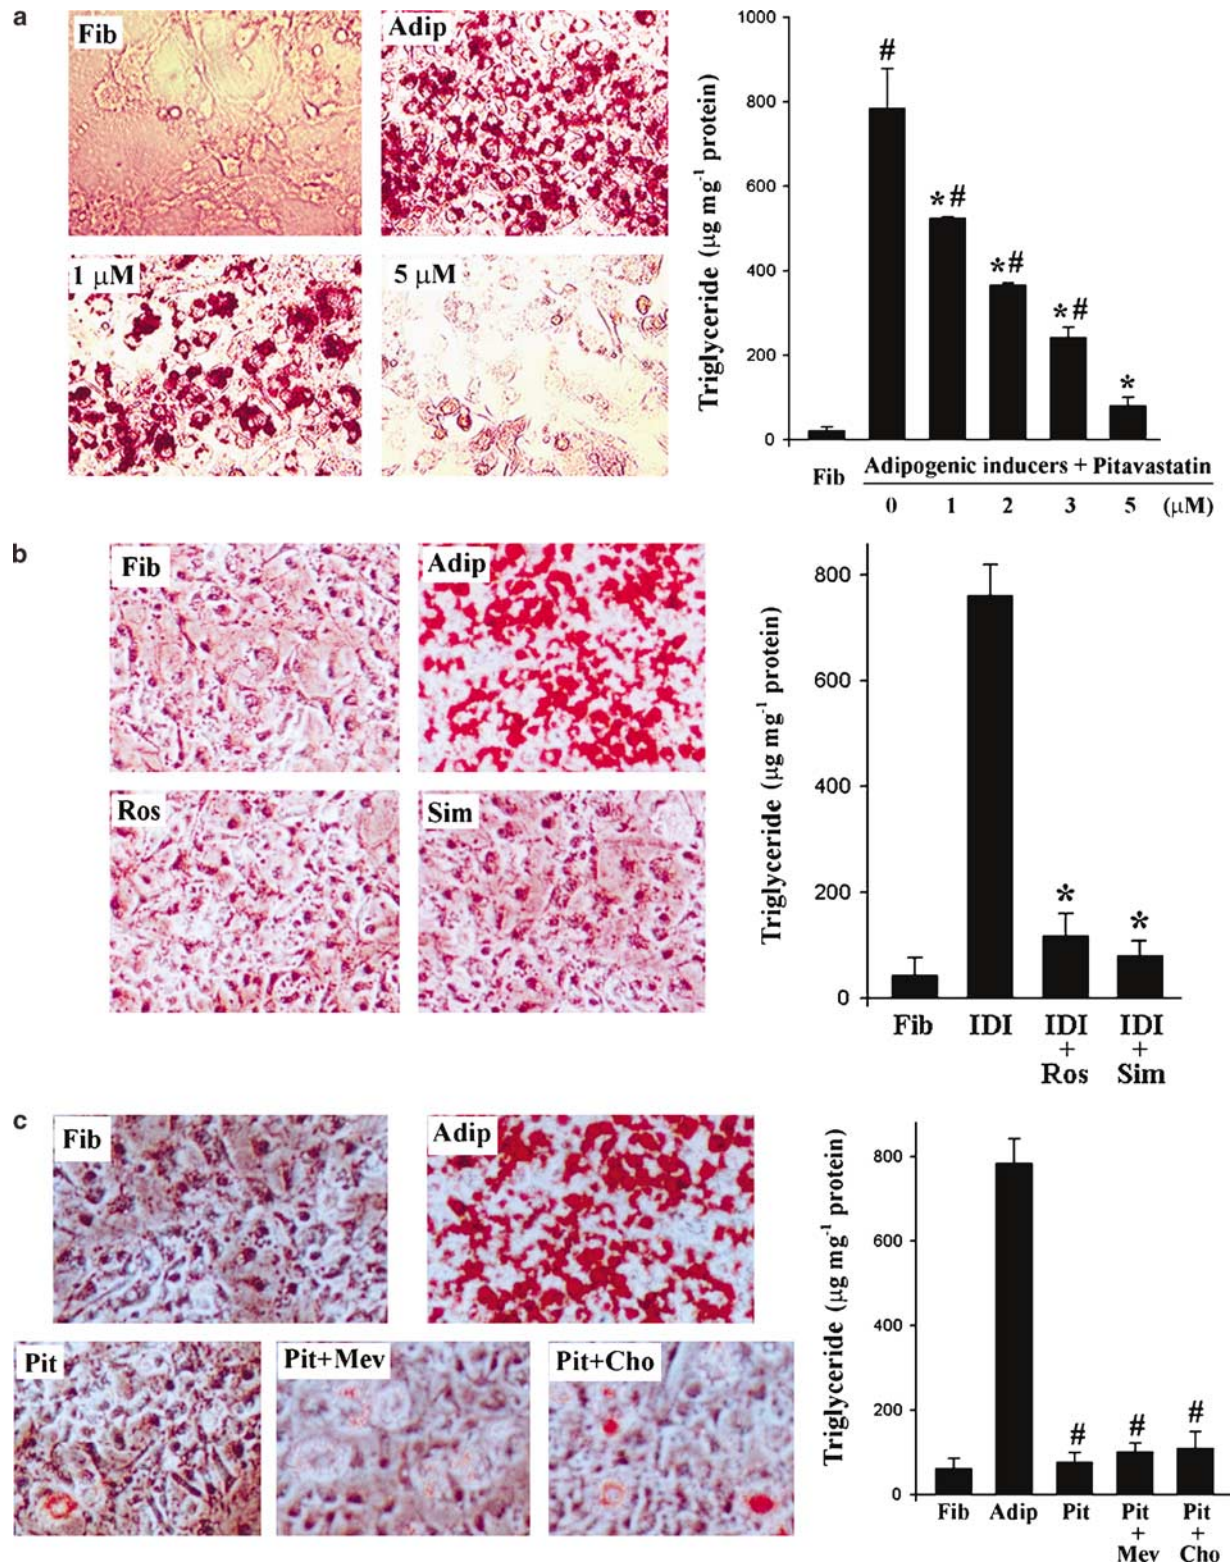 a
Fib
Adip
1 μM
5 μM
Triglyceride (μg mg⁻¹ protein)
1000
800
600
400
200
0
#
*#
*#
*#
*
Fib
Adipogenic inducers + Pitavastatin
0 1 2 3 5 (μM)
b
Fib
Adip
Ros
Sim
Triglyceride (μg mg⁻¹ protein)
800
600
400
200
0
*
*
Fib IDI IDI IDI
+ +
Ros Sim
c
Fib
Adip
Pit
Pit+Mev
Pit+Cho
Triglyceride (μg mg⁻¹ protein)
800
600
400
200
0
#
#
#
Fib Adip Pit Pit Pit
+ +
Mev Cho